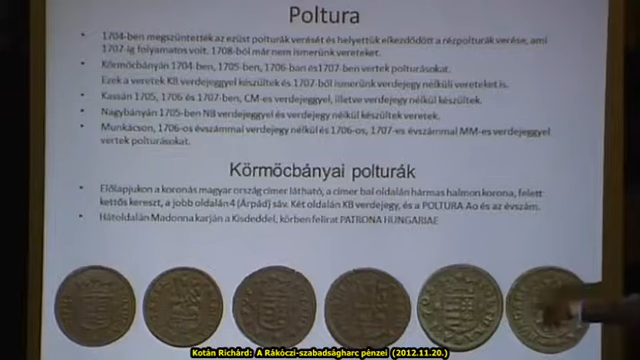 Poltura
1704-ben megszüntették az ezüst polturák verését és helyettük elkezdődött a rézpolturák verése, ami
1707-ig folyamatos volt. 1708-ból már nem ismerünk vereteket.
Körmöcbányán 1704-ben, 1705-ben, 1706-ban és1707-ben vertek polturásokat.
Ezek a veretek KB verdejeggyel készültek és 1707-ből ismerünk verdejegy nélküli vereteket is.
Kassán 1705, 1706 és 1707-ben, CM-es verdejeggyel, illetve verdejegy nélkül készültek.
Nagybányán 1705-ben NB verdejeggyel és verdejegy nélkül készültek veretek.
Munkácson, 1706-os évszámmal verdejegy nélkül és 1706-os, 1707-es évszámmal MM-es verdejeggyel
vertek polturásokat.
Körmöcbányai polturák
Előlapjukon a koronás magyar ország címer látható, a címer bal oldalán hármas halmon korona, felett
kettős kereszt, a jobb oldalán 4 (Árpád) sáv. Két oldalán KB verdejegy, és a POLTURA Ao és az évszám.
Hátoldalán Madonna karján a Kisdeddel, körben felirat PATRONA HUNGARIAE
Kotán Richárd: A Rákóczi-szabadságharc pénzei (2012.11.20.)